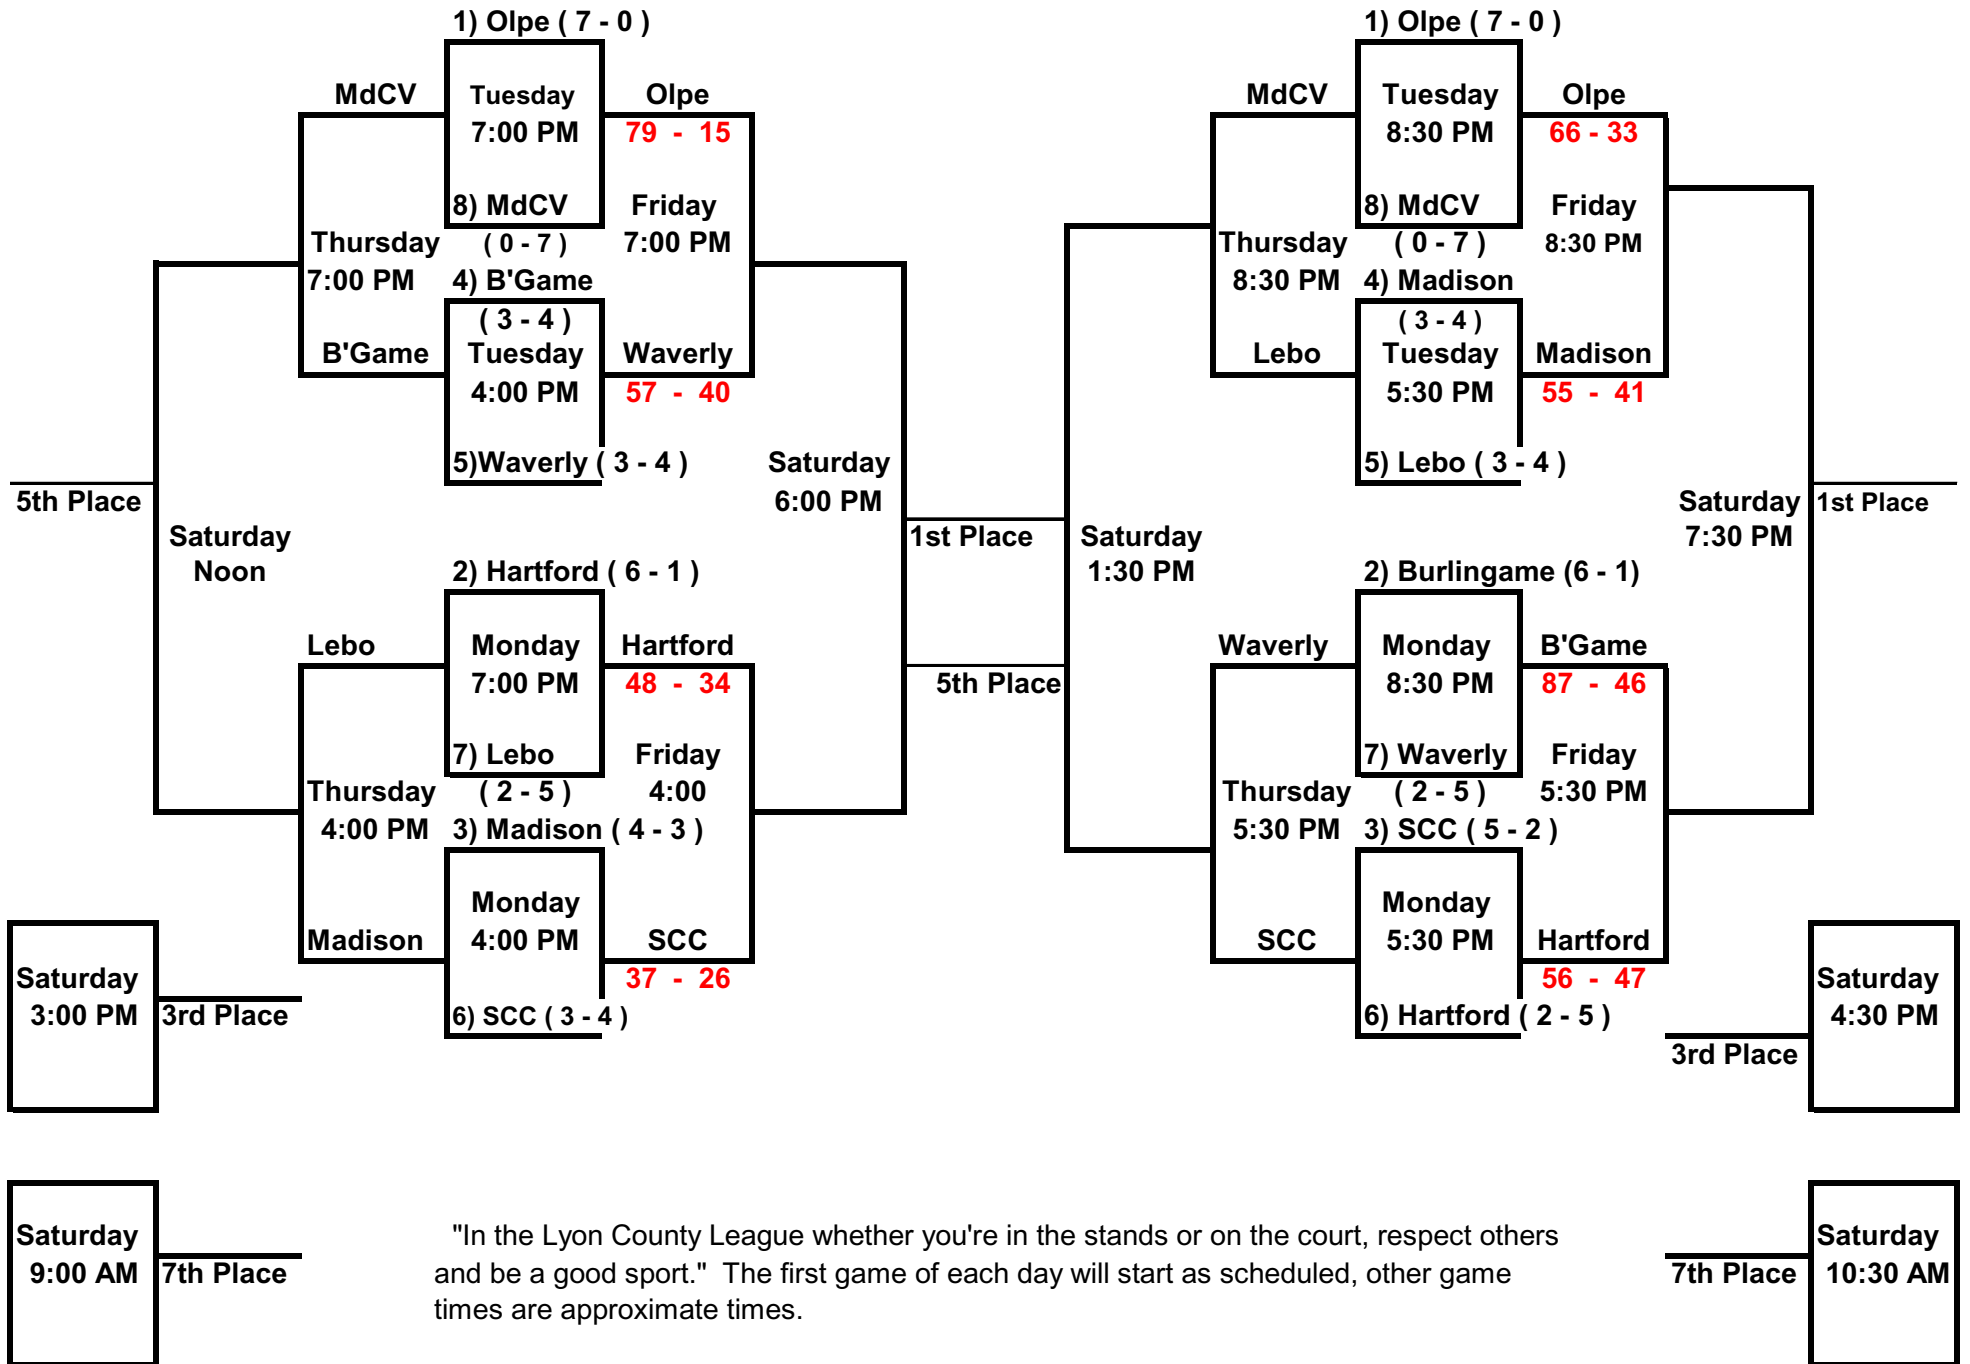 1) Olpe ( 7 - 0 )
MdCV
Tuesday
7:00 PM
Olpe
79 - 15
8) MdCV
( 0 - 7 )
Friday
7:00 PM
Thursday
7:00 PM
4) B'Game
( 3 - 4 )
B'Game
Tuesday
4:00 PM
Waverly
57 - 40
5)Waverly ( 3 - 4 )
Saturday
6:00 PM
5th Place
Saturday
Noon
1st Place
2) Hartford ( 6 - 1 )
Lebo
Monday
7:00 PM
Hartford
48 - 34
5th Place
7) Lebo
( 2 - 5 )
Friday
4:00
Thursday
4:00 PM
3) Madison ( 4 - 3 )
Madison
Monday
4:00 PM
SCC
37 - 26
6) SCC ( 3 - 4 )
Saturday
3:00 PM
3rd Place
Saturday
9:00 AM
7th Place
1) Olpe ( 7 - 0 )
MdCV
Tuesday
8:30 PM
Olpe
66 - 33
8) MdCV
( 0 - 7 )
Friday
8:30 PM
Thursday
8:30 PM
4) Madison
( 3 - 4 )
Lebo
Tuesday
5:30 PM
Madison
55 - 41
5) Lebo ( 3 - 4 )
Saturday
7:30 PM
1st Place
Saturday
1:30 PM
2) Burlingame (6 - 1)
Waverly
Monday
8:30 PM
B'Game
87 - 46
7) Waverly
( 2 - 5 )
Friday
5:30 PM
Thursday
5:30 PM
3) SCC ( 5 - 2 )
SCC
Monday
5:30 PM
Hartford
56 - 47
6) Hartford ( 2 - 5 )
3rd Place
Saturday
4:30 PM
7th Place
Saturday
10:30 AM
"In the Lyon County League whether you're in the stands or on the court, respect others
and be a good sport." The first game of each day will start as scheduled, other game
times are approximate times.